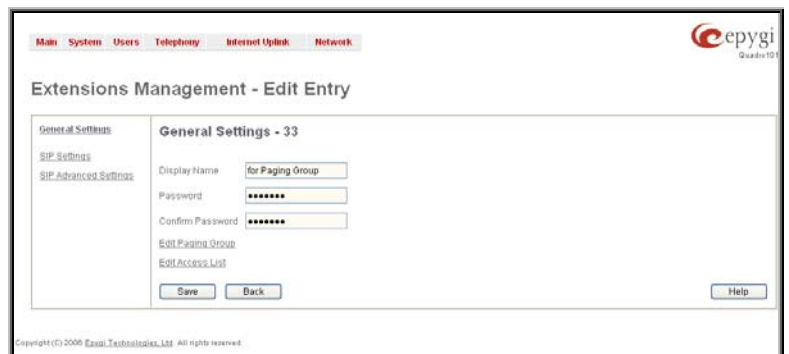 Main System Users Telephony Internet Uplink Network
epygi
Quadro101
Extensions Management - Edit Entry
General Settings
SIP Settings
SIP Advanced Settings
General Settings - 33
Display Name for Paging Group
Password •••••••
Confirm Password •••••••
Edit Paging Group
Edit Access List
Save Back Help
Copyright (C) 2006 Epygi Technologies, Ltd. All rights reserved.